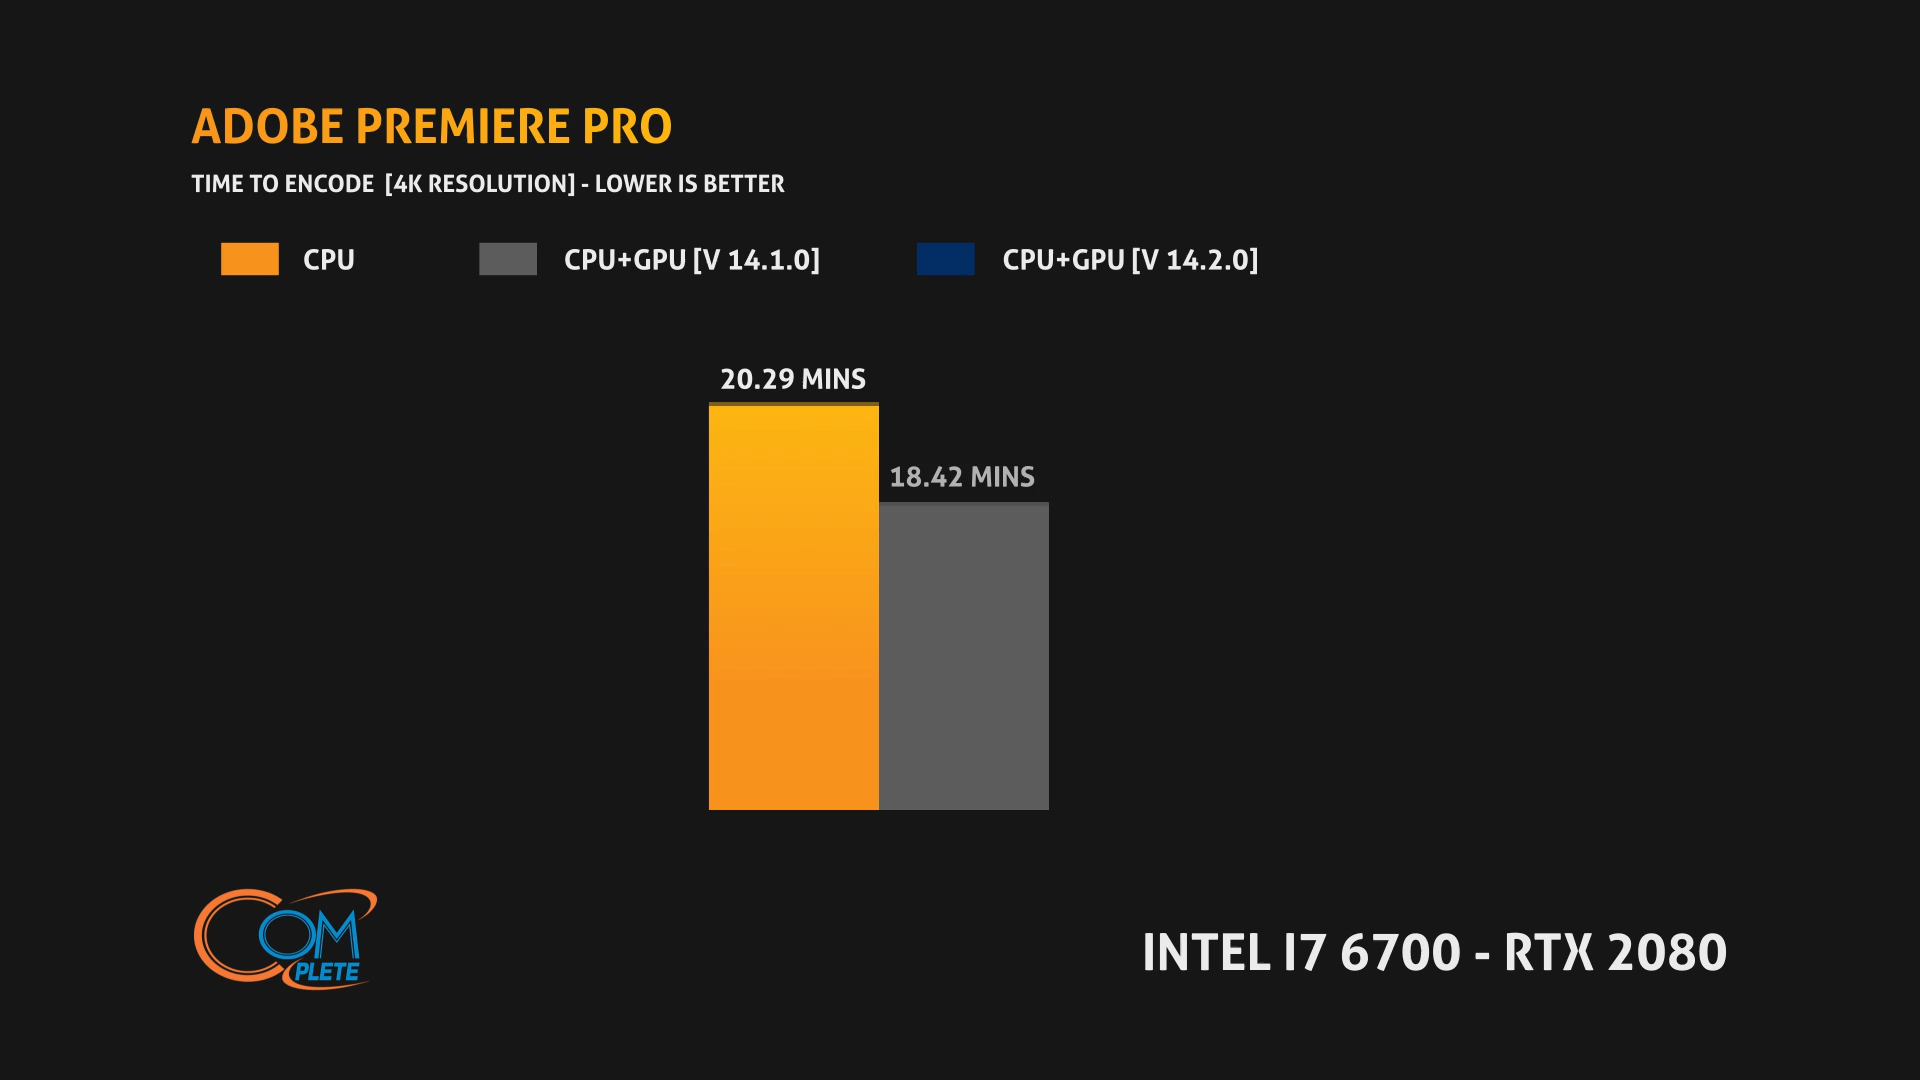 ADOBE PREMIERE PRO
TIME TO ENCODE [4K RESOLUTION] - LOWER IS BETTER
CPU CPU+GPU [V 14.1.0] CPU+GPU [V 14.2.0]
20.29 MINS
18.42 MINS
COM
PLETE
INTEL I7 6700 - RTX 2080